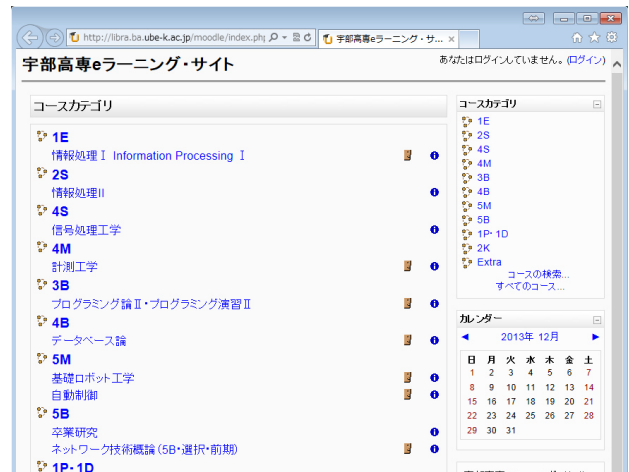 http://libra.ba.ube-k.ac.jp/moodle/index.ph
宇部高専eラーニング・サ...
宇部高専eラーニング・サイト
あなたはログインしていません。(ログイン)
コースカテゴリ
1E
情報処理Ⅰ Information Processing Ⅰ
2S
情報処理II
4S
信号処理工学
4M
計測工学
3B
プログラミング論Ⅱ・プログラミング演習Ⅱ
4B
データベース論
5M
基礎ロボット工学
自動制御
5B
卒業研究
ネットワーク技術概論(5B・選択・前期)
1P・1D
コースカテゴリ
1E
2S
4S
4M
3B
4B
5M
5B
1P・1D
2K
Extra
コースの検索...
すべてのコース...
カレンダー
2013年 12月
日 月 火 水 木 金 土
1 2 3 4 5 6 7
8 9 10 11 12 13 14
15 16 17 18 19 20 21
22 23 24 25 26 27 28
29 30 31